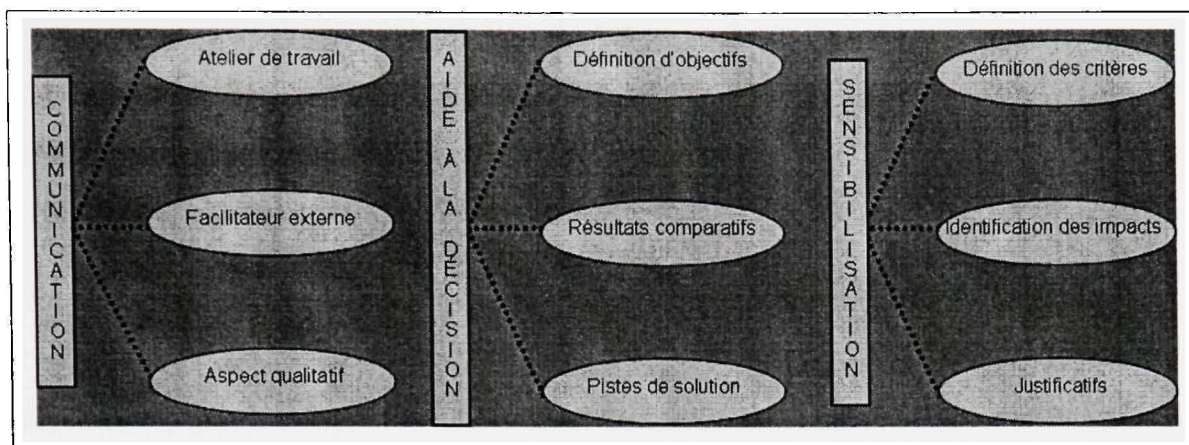 COMMUNICATION
Atelier de travail
Facilitateur externe
Aspect qualitatif
AIDE À LA DÉCISION
Définition d'objectifs
Résultats comparatifs
Pistes de solution
SENSIBILISATION
Définition des critères
Identification des impacts
Justificatifs